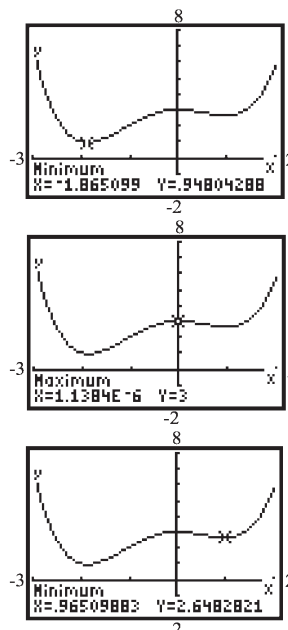 8
y
-3
x
Minimum
X=-1.865099 Y=.94804288
-2
8
y
-3
x
Maximum
X=1.1384E-6 Y=3
-2
8
y
-3
2
x
Minimum
X=.96509883 Y=2.6482821